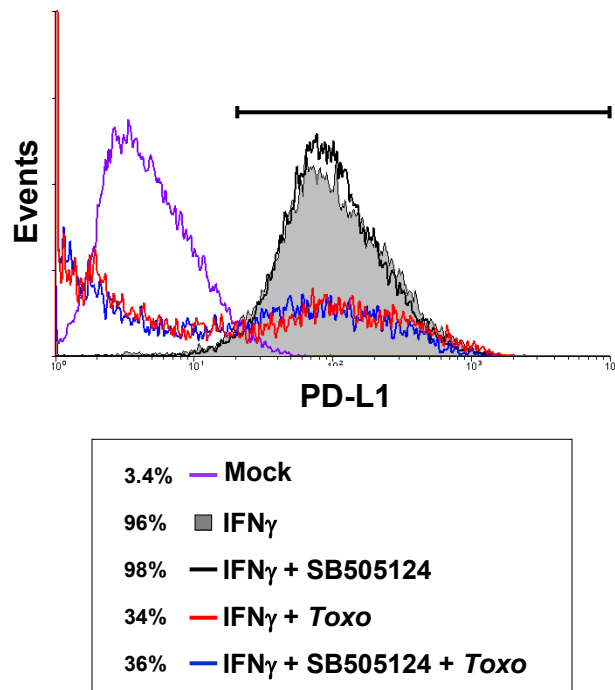 Events
10⁰ 10¹ 10² 10³ 10
PD-L1
3.4% Mock
96% IFNγ
98% IFNγ + SB505124
34% IFNγ + Toxo
36% IFNγ + SB505124 + Toxo